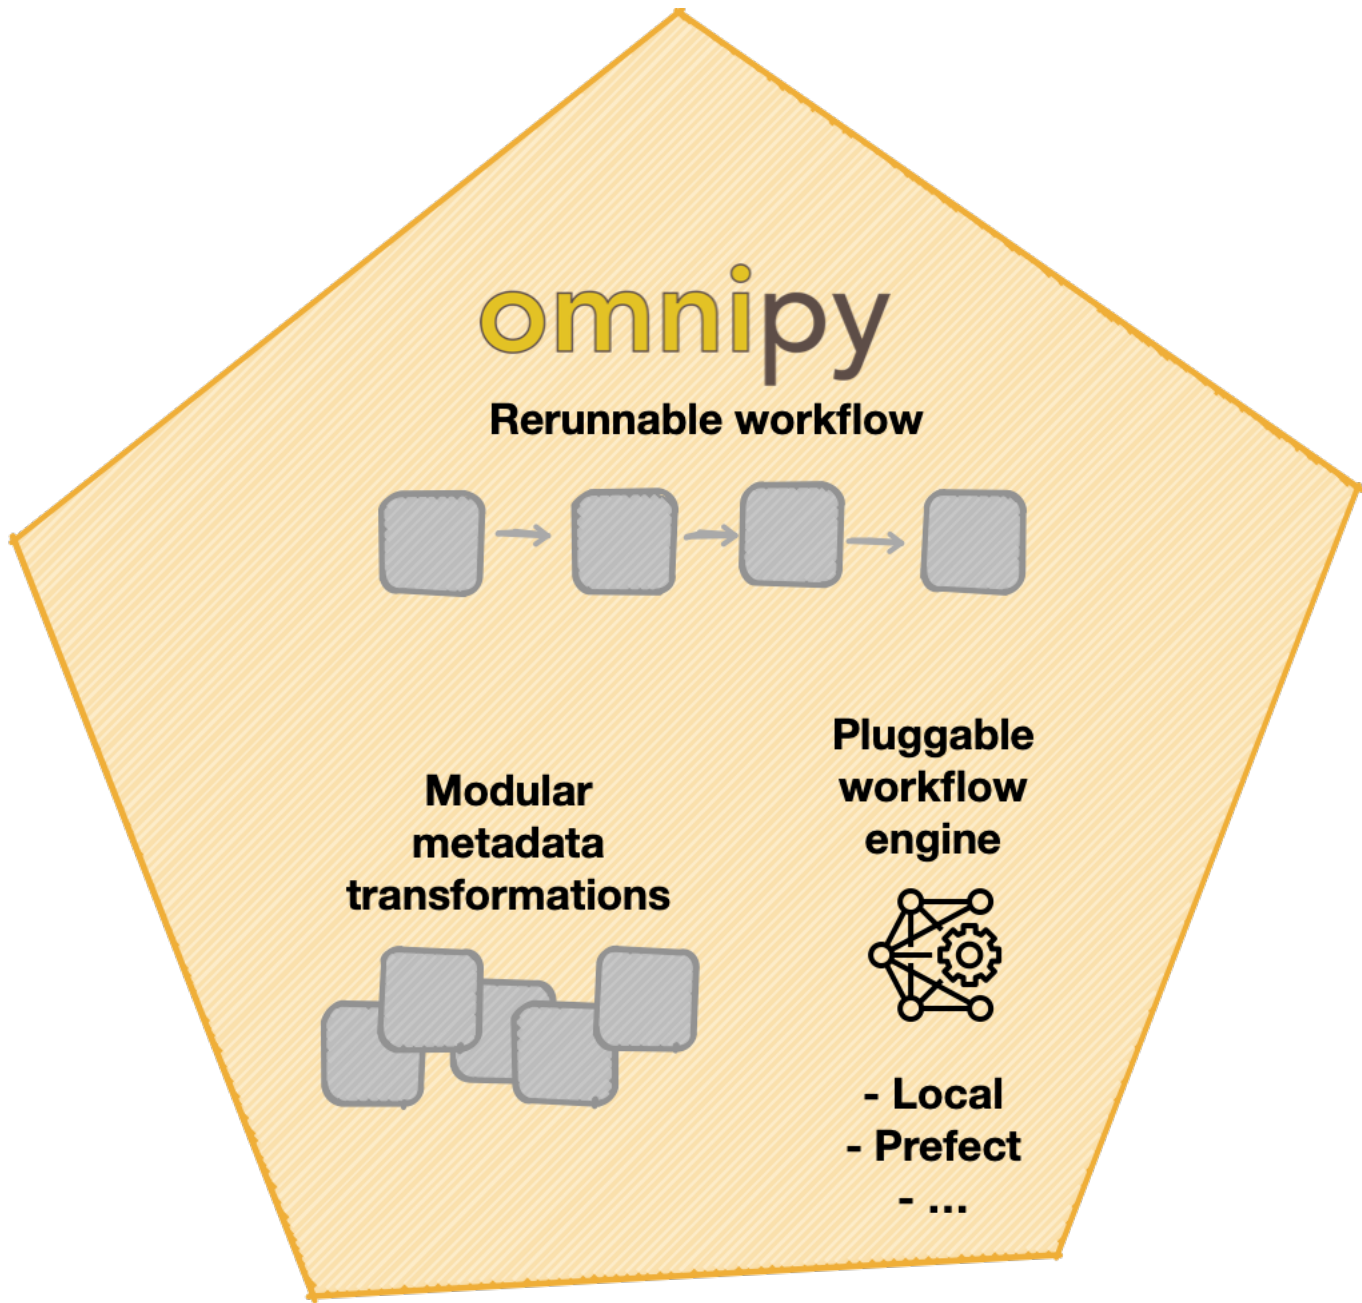 omnipy
Rerunnable workflow
Modular
metadata
transformations
Pluggable
workflow
engine
- Local
- Prefect
- ...